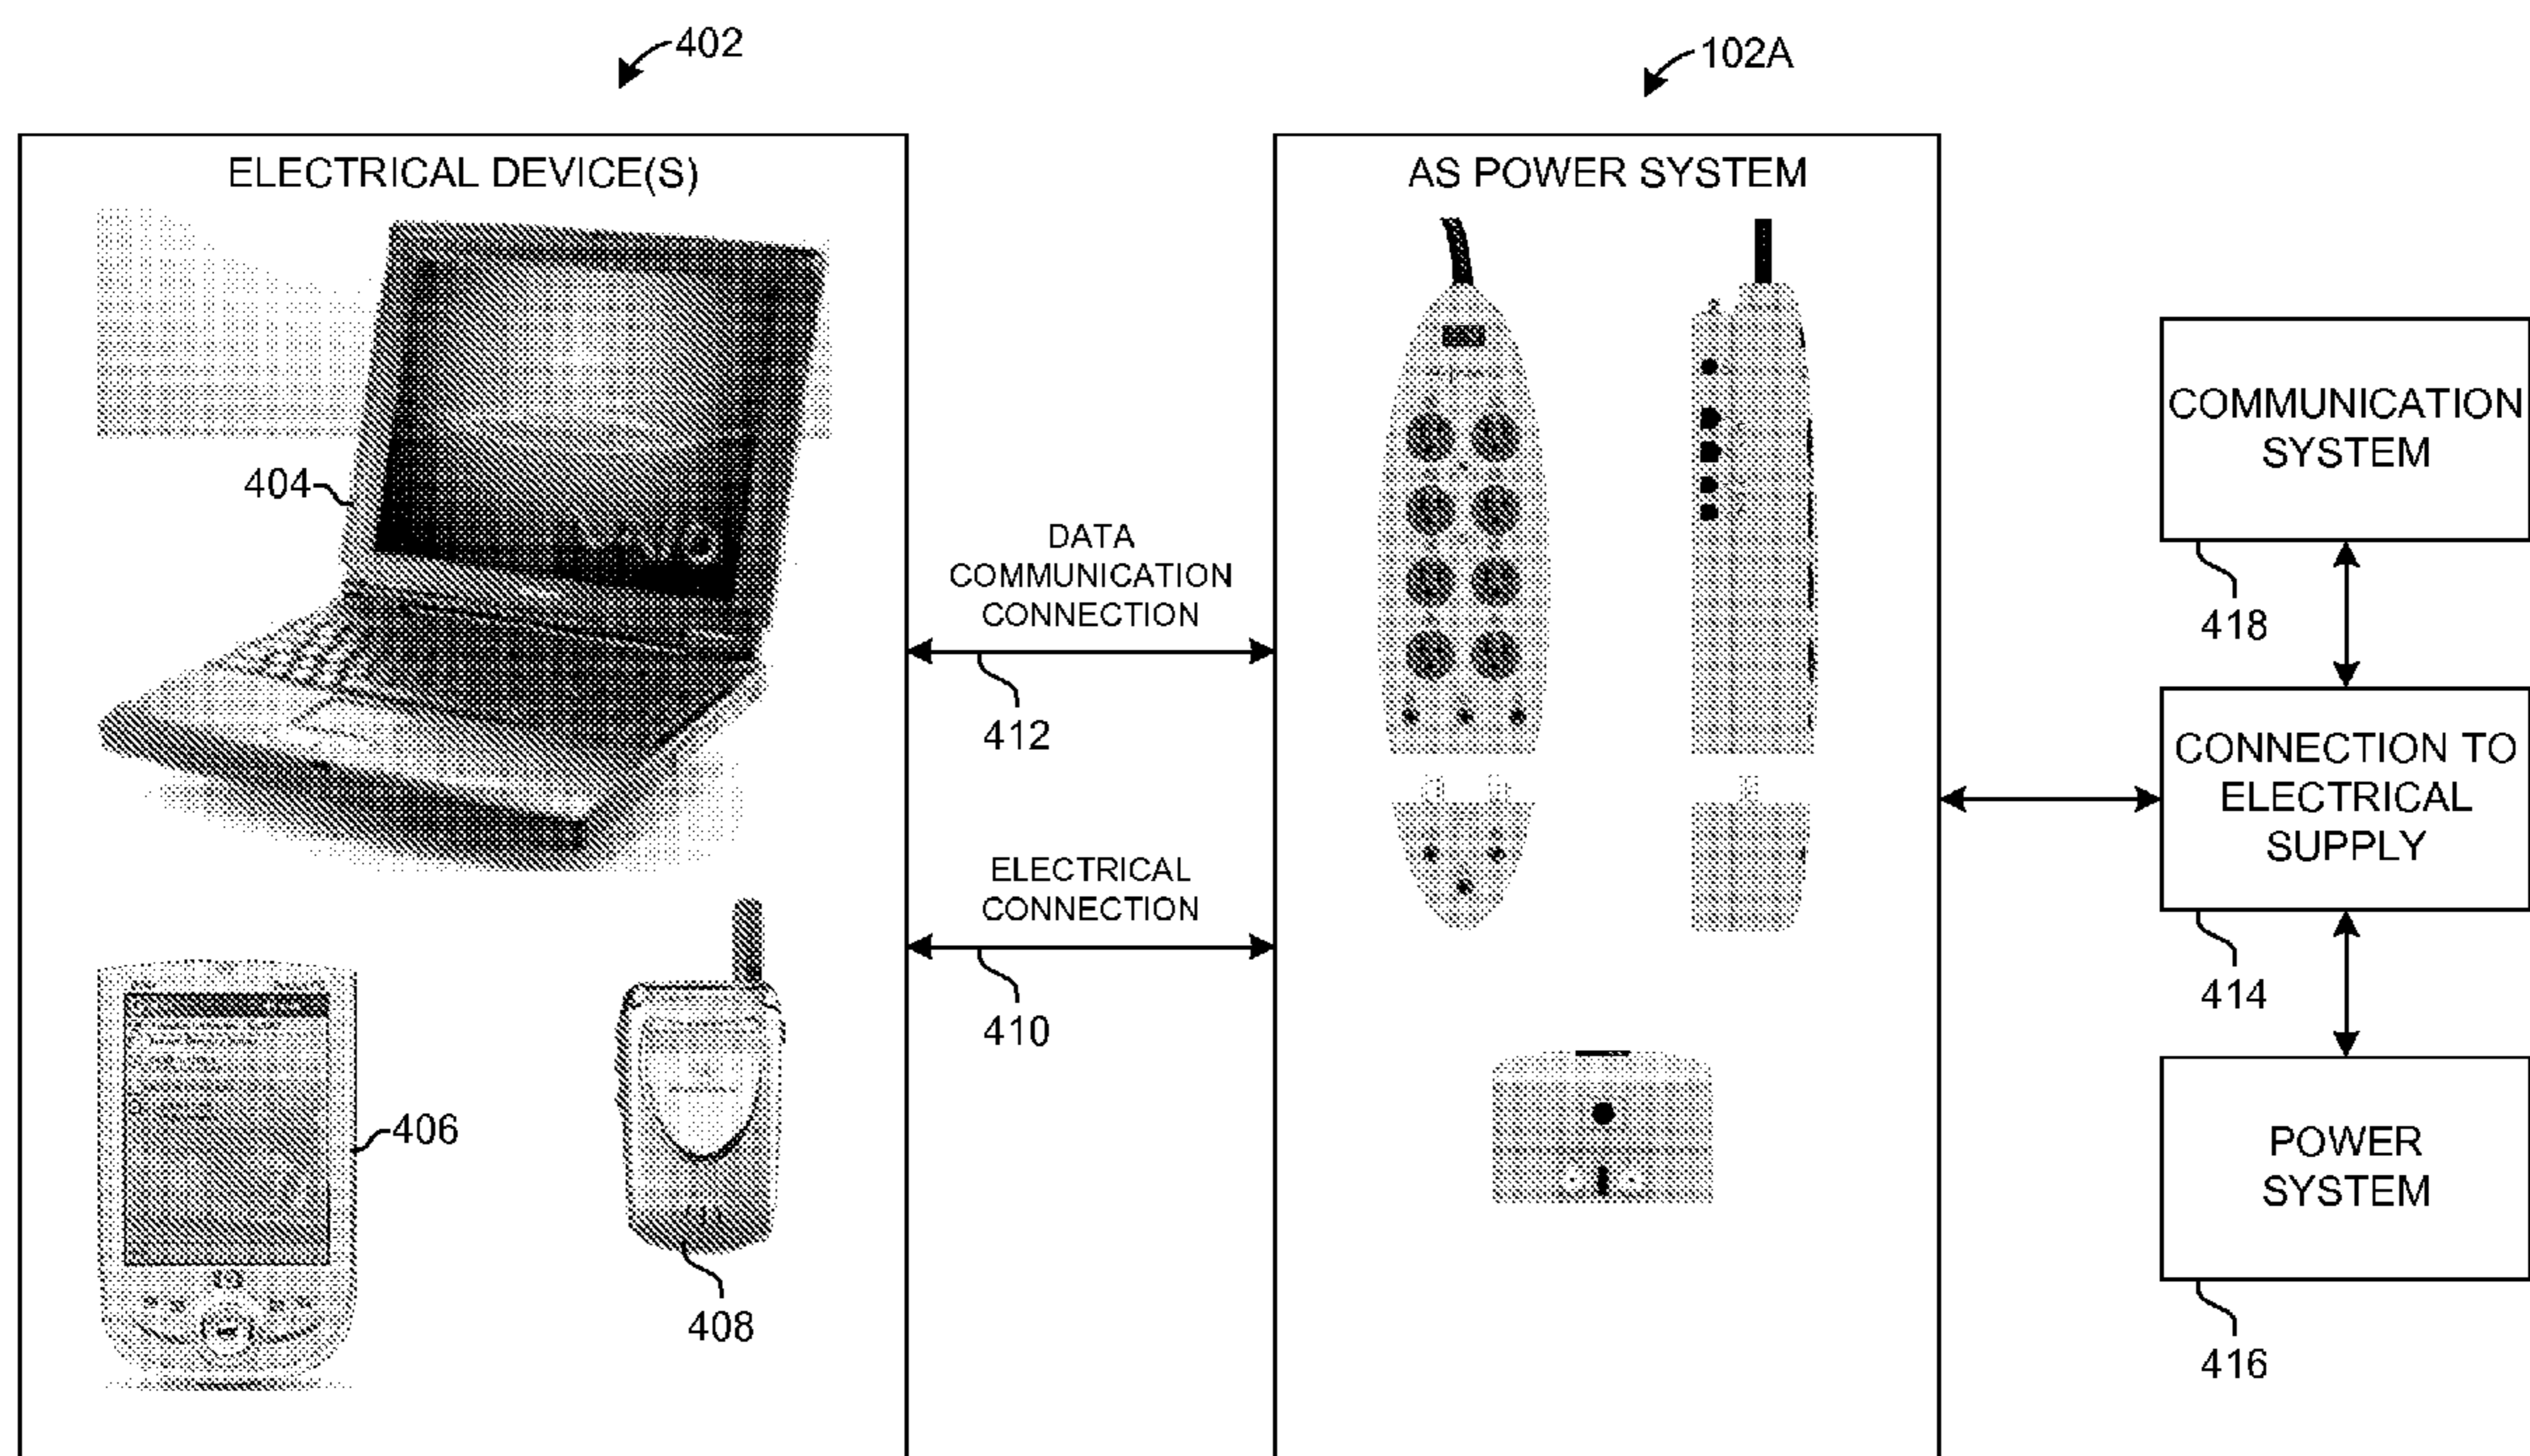 402
102A
ELECTRICAL DEVICE(S)
404
406
408
DATA
COMMUNICATION
CONNECTION
412
ELECTRICAL
CONNECTION
410
AS POWER SYSTEM
COMMUNICATION
SYSTEM
418
CONNECTION TO
ELECTRICAL
SUPPLY
414
POWER
SYSTEM
416